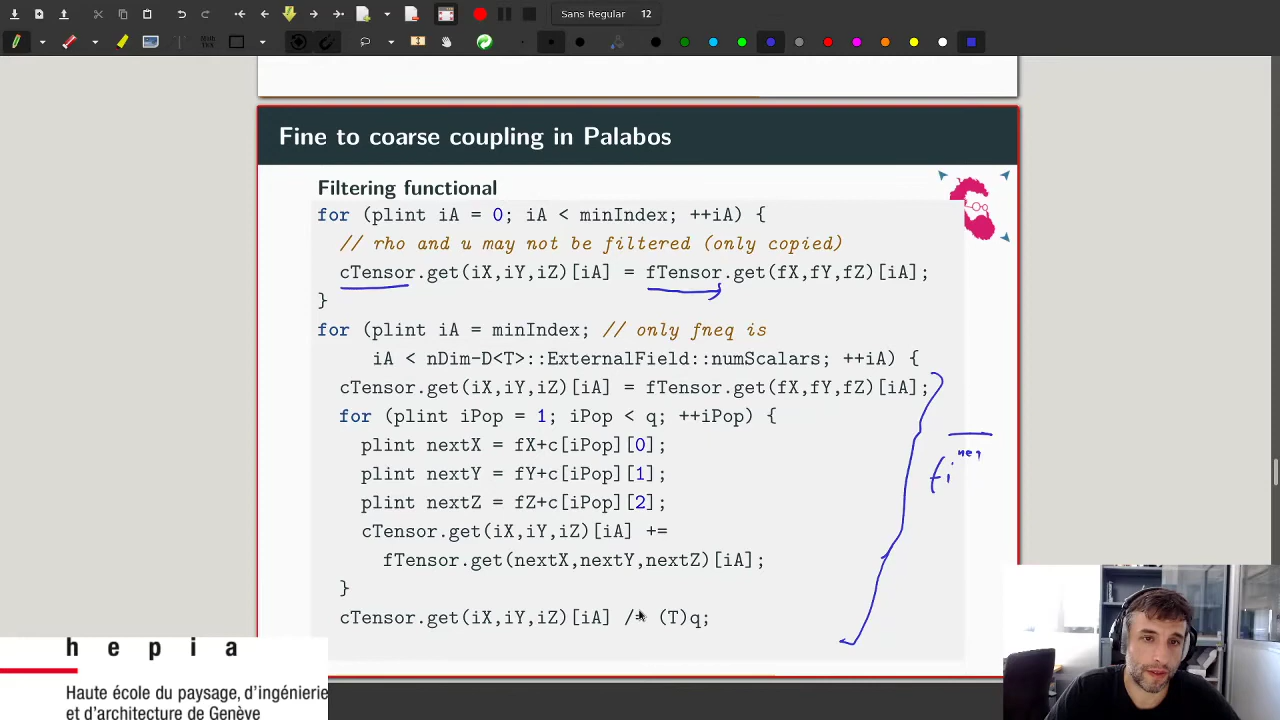 Sans Regular 12
Fine to coarse coupling in Palabos
Filtering functional
for (plint iA = 0; iA < minIndex; ++iA) {
// rho and u may not be filtered (only copied)
cTensor.get(iX,iY,iZ)[iA] = fTensor.get(fX,fY,fZ)[iA];
}
for (plint iA = minIndex; // only fneq is
iA < nDim-D<T>::ExternalField::numScalars; ++iA) {
cTensor.get(iX,iY,iZ)[iA] = fTensor.get(fX,fY,fZ)[iA];
for (plint iPop = 1; iPop < q; ++iPop) {
plint nextX = fX+c[iPop][0];
plint nextY = fY+c[iPop][1];
plint nextZ = fZ+c[iPop][2];
cTensor.get(iX,iY,iZ)[iA] +=
fTensor.get(nextX,nextY,nextZ)[iA];
}
cTensor.get(iX,iY,iZ)[iA] /= (T)q;
fi neq
hepia
Haute école du paysage, d'ingénierie
et d'architecture de Genève